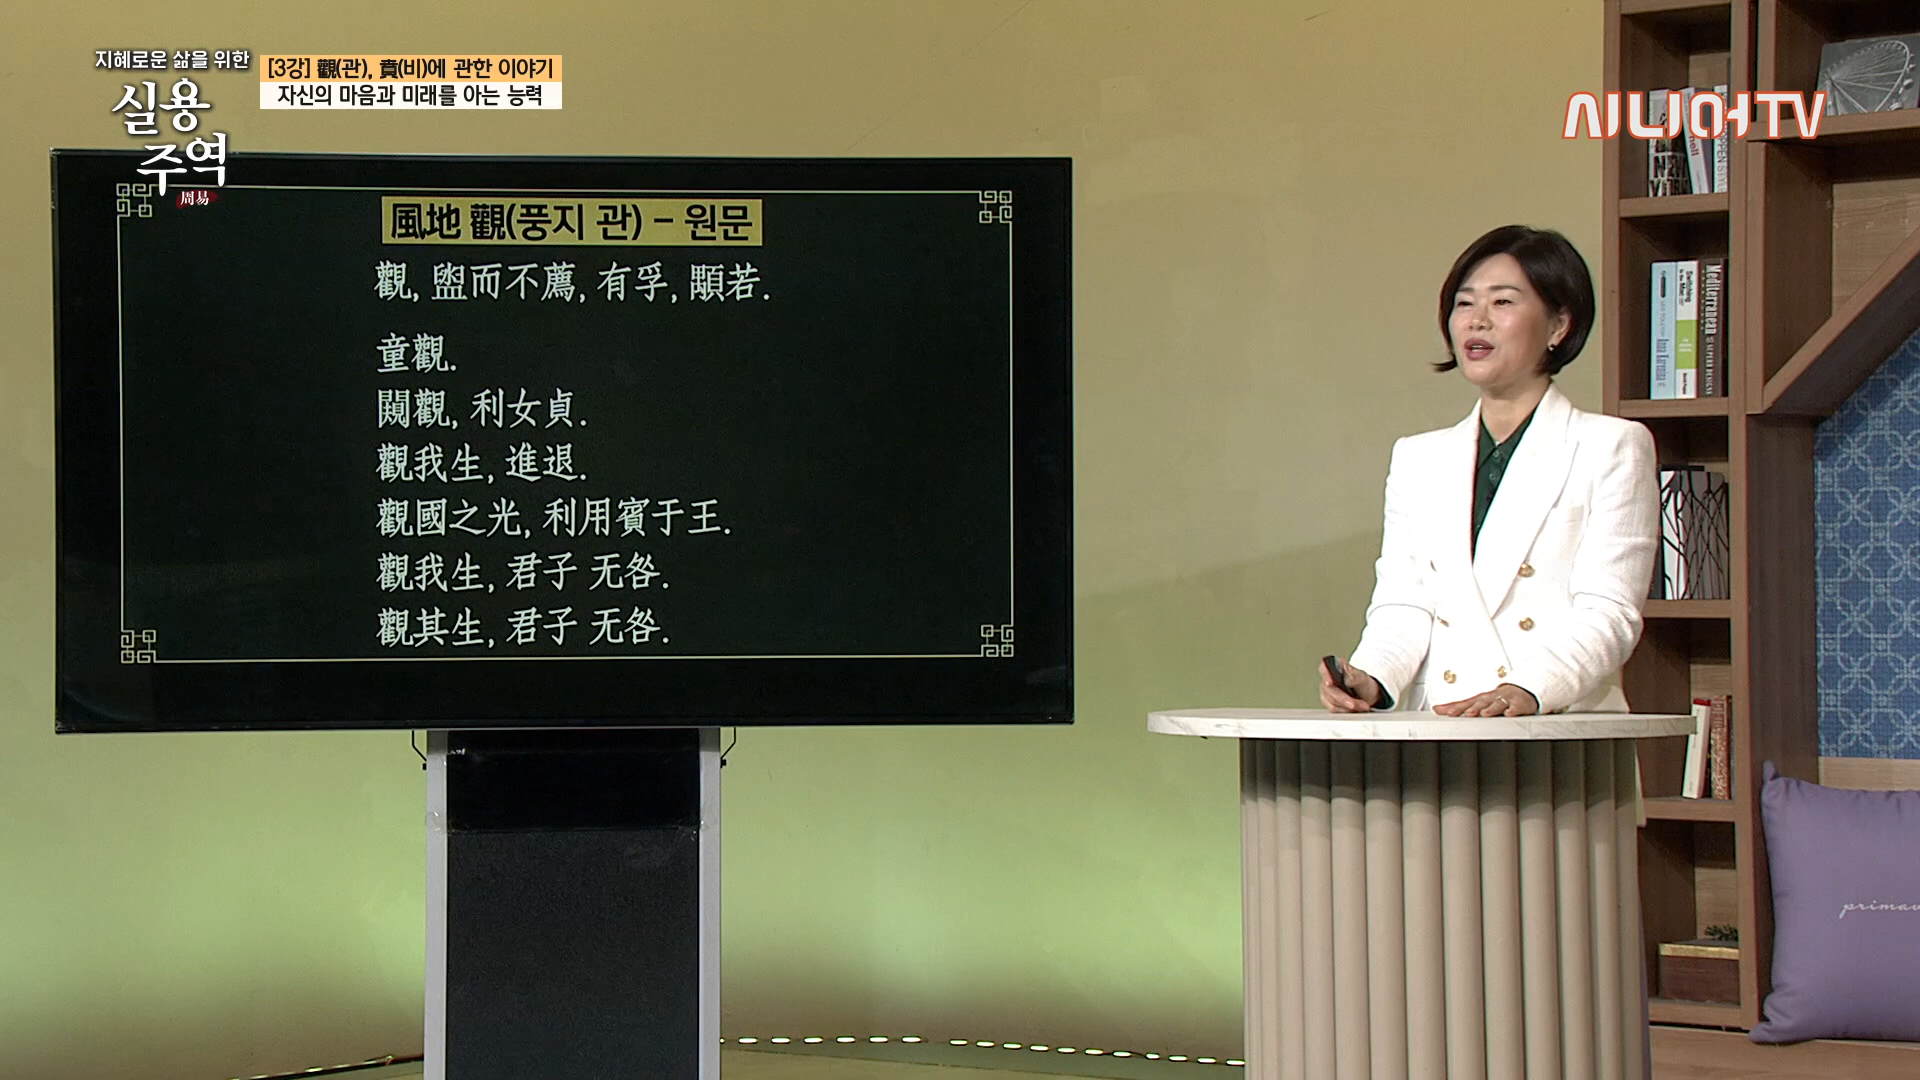 지혜로운 삶을 위한
실용
주역
周易
[3강] 觀(관), 賁(비)에 관한 이야기
자신의 마음과 미래를 아는 능력
시니어TV
風地 觀(풍지 관) - 원문
觀, 盥而不薦, 有孚, 顒若.
童觀.
闚觀, 利女貞.
觀我生, 進退.
觀國之光, 利用賓于王.
觀我生, 君子 无咎.
觀其生, 君子 无咎.
Mediterranean
Anna Karenina